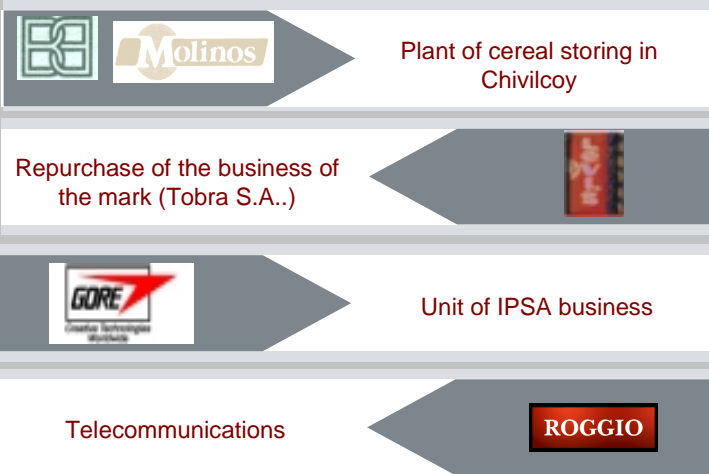 Molinos
Plant of cereal storing in
Chivilcoy
Repurchase of the business of
the mark (Tobra S.A..)
GORE
Creative Technologies
Worldwide
Unit of IPSA business
Telecommunications
ROGGIO